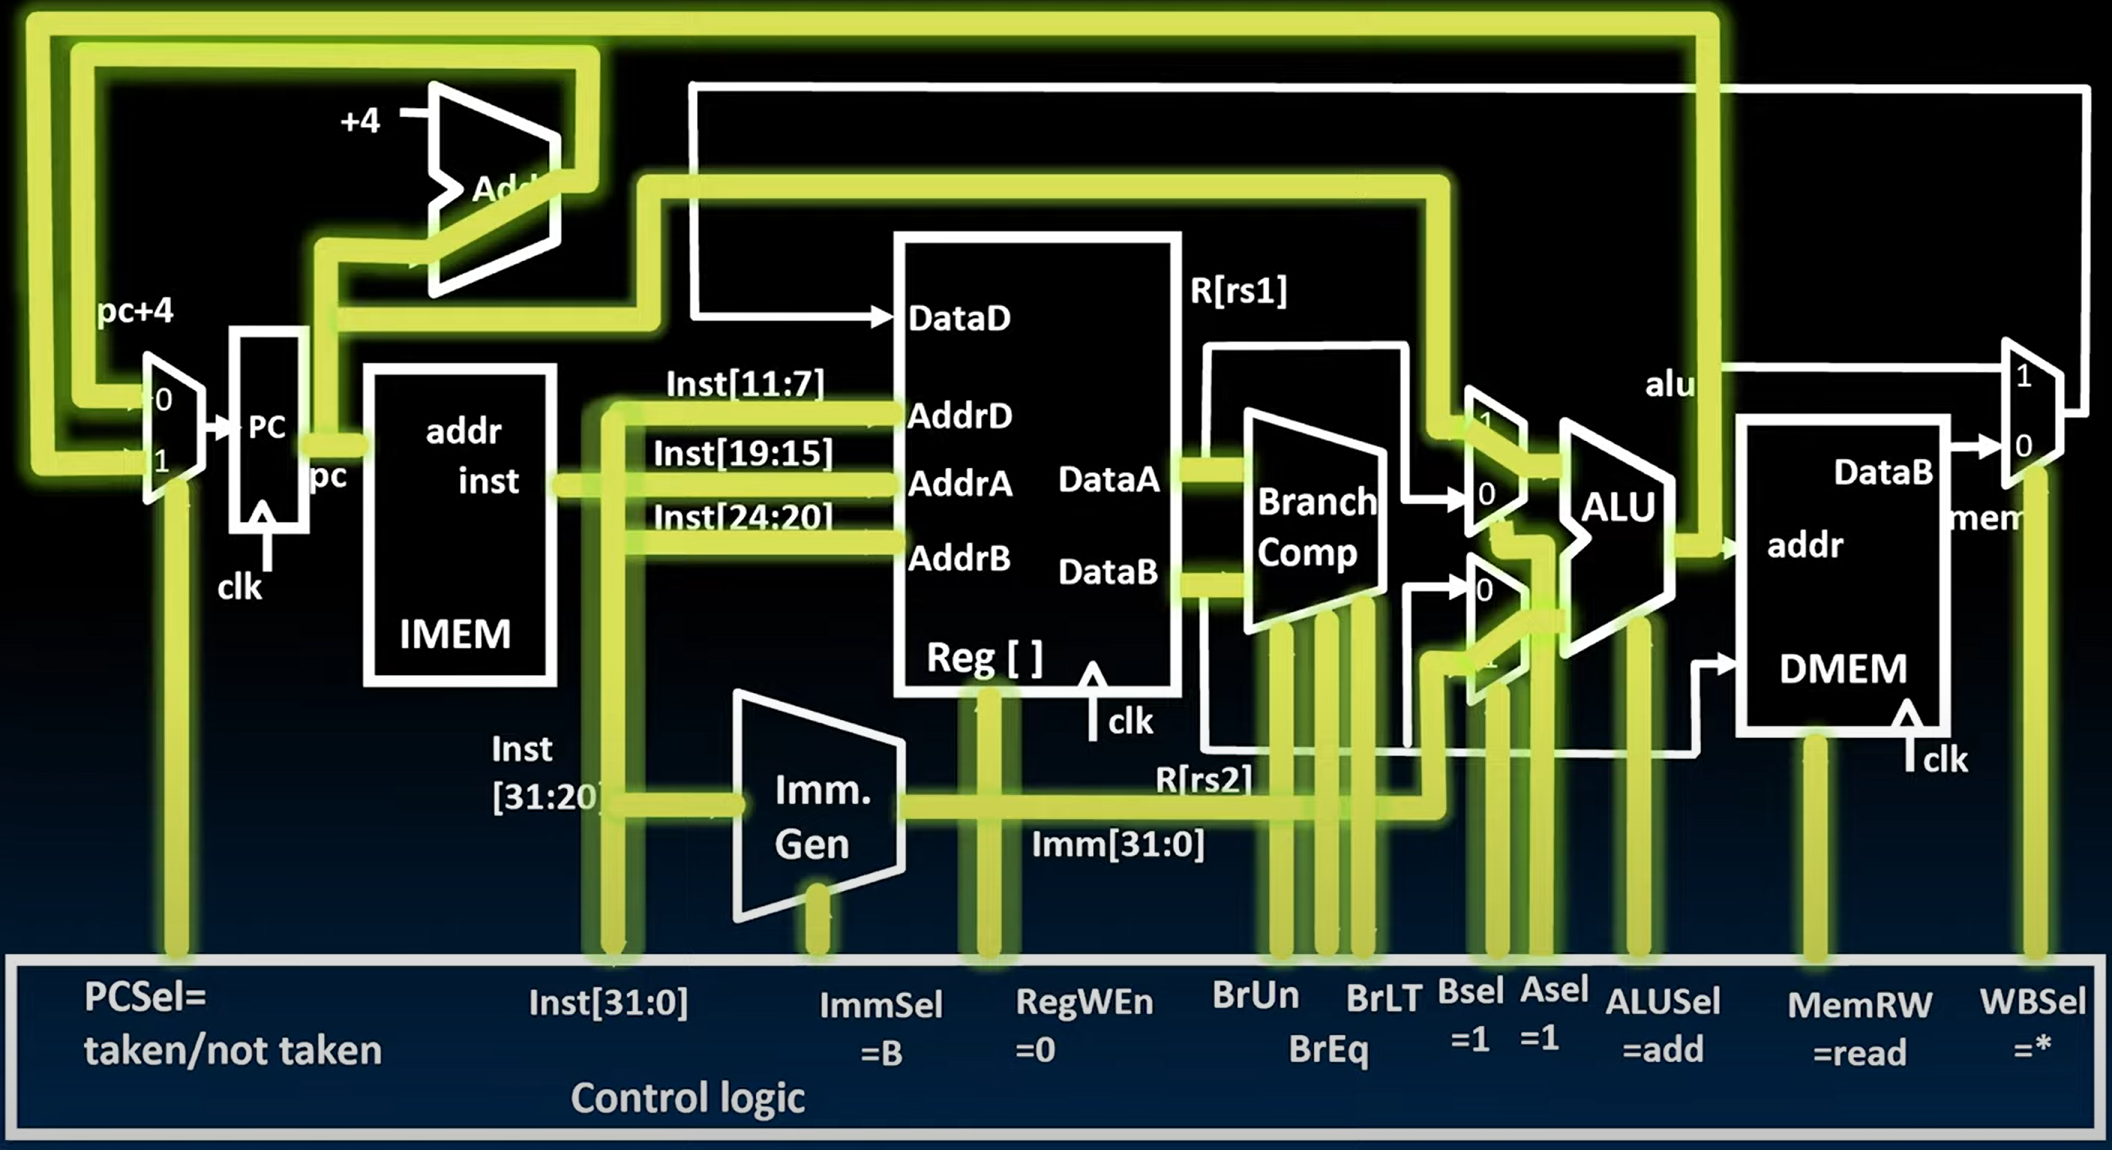 +4
Add
pc+4
R[rs1]
DataD
0
PC
addr
inst
pc
1
clk
IMEM
Inst[11:7]
AddrD
Inst[19:15]
AddrA
Inst[24:20]
AddrB
DataA
DataB
Reg [ ]
clk
Branch
Comp
1
0
0
1
ALU
alu
1
0
DataB
mem
addr
DMEM
clk
Inst
[31:20]
Imm.
Gen
R[rs2]
Imm[31:0]
PCSel=
taken/not taken
Inst[31:0]
ImmSel
=B
RegWEn
=0
BrUn
BrEq
BrLT
Bsel
=1
Asel
=1
ALUSel
=add
MemRW
=read
WBSel
=*
Control logic